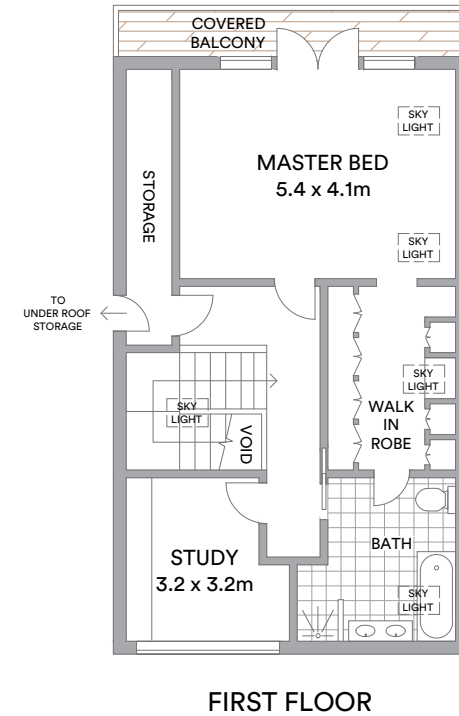 COVERED
BALCONY
SKY
LIGHT
MASTER BED
5.4 x 4.1m
STORAGE
SKY
LIGHT
TO
UNDER ROOF
STORAGE
SKY
LIGHT
SKY
LIGHT
WALK
IN
ROBE
VOID
BATH
STUDY
3.2 x 3.2m
SKY
LIGHT
FIRST FLOOR